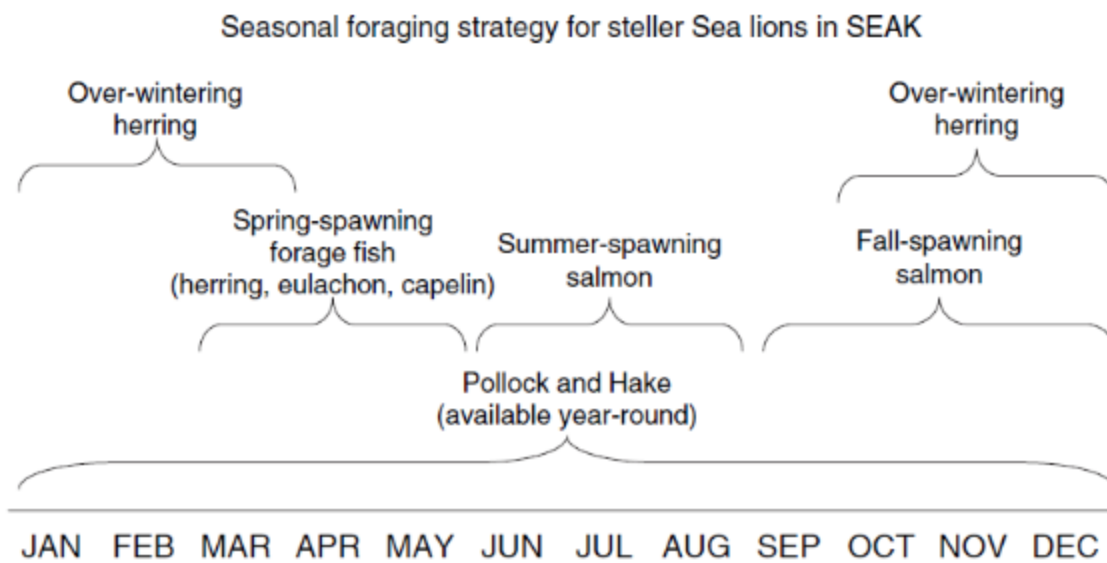 Seasonal foraging strategy for steller Sea lions in SEAK
Over-wintering
herring
Over-wintering
herring
Spring-spawning
forage fish
(herring, eulachon, capelin)
Summer-spawning
salmon
Fall-spawning
salmon
Pollock and Hake
(available year-round)
JAN FEB MAR APR MAY JUN JUL AUG SEP OCT NOV DEC